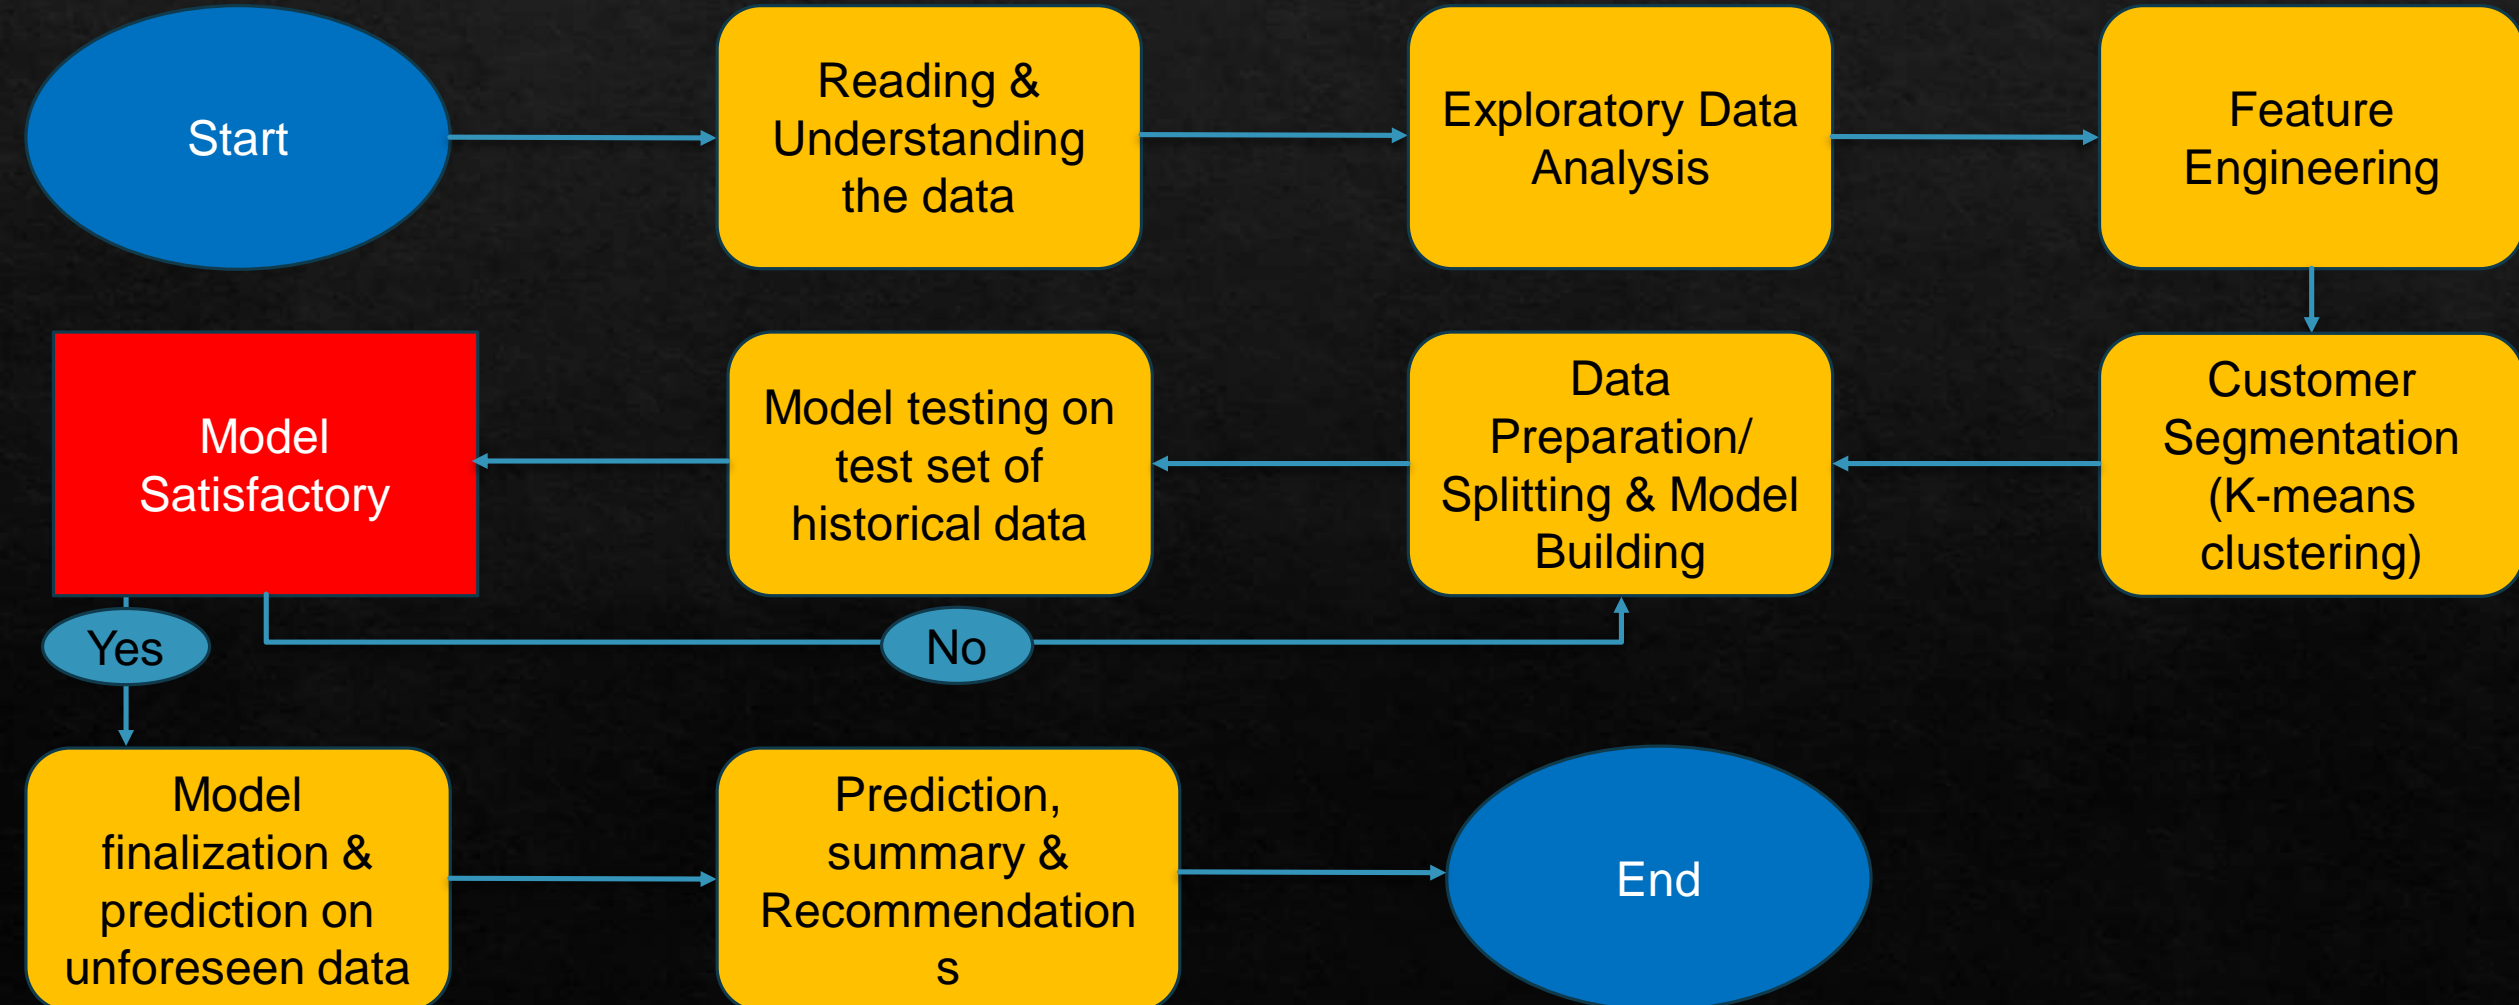 Start
Reading &
Understanding
the data
Exploratory Data
Analysis
Feature
Engineering
Customer
Segmentation
(K-means
clustering)
Data
Preparation/
Splitting & Model
Building
Model testing on
test set of
historical data
Model
Satisfactory
Yes
No
Model
finalization &
prediction on
unforeseen data
Prediction,
summary &
Recommendation
s
End